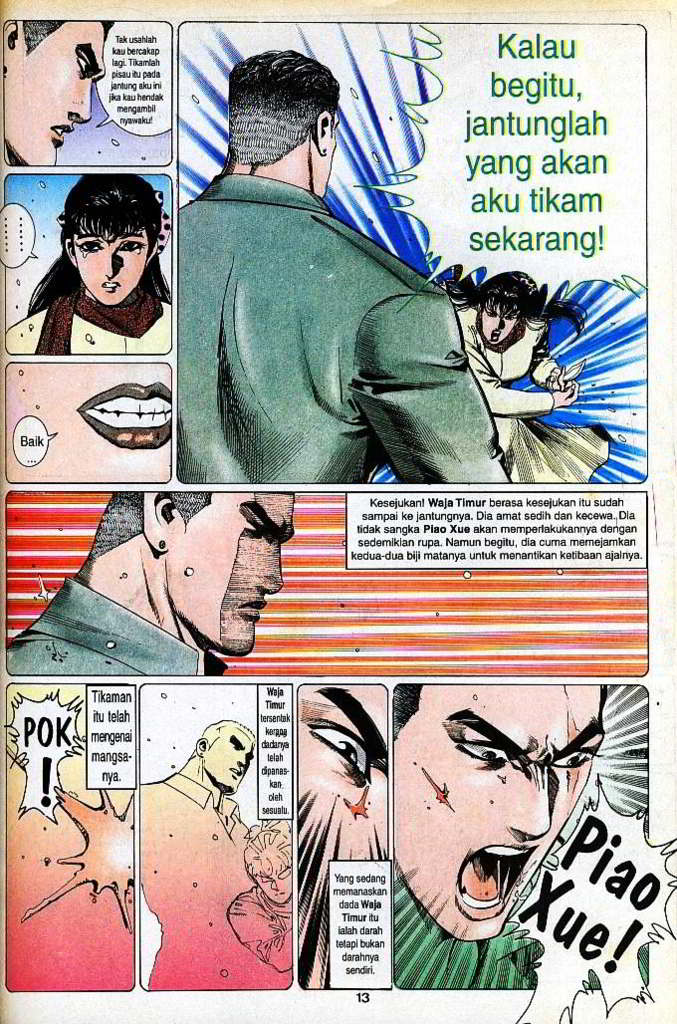 Tak usahlah
kau bercakap
lagi. Tikamlah
pisau itu pada
jantung aku ini
jika kau hendak
mengambil
nyawaku!
Kalau
begitu,
jantunglah
yang akan
aku tikam
sekarang!
.....
.....
Baik
...
Kesejukan! Waja Timur berasa kesejukan itu sudah
sampai ke jantungnya. Dia amat sedih dan kecewa. Dia
tidak sangka Piao Xue akan memperlakukannya dengan
sedemikian rupa. Namun begitu, dia cuma memejamkan
kedua-dua biji matanya untuk menantikan ketibaan ajalnya.
POK
!
Tikaman
itu telah
mengenai
mangsa-
nya.
Waja
Timur
tersentak
kerana
dadanya
telah
dipanas-
kan
oleh
sesuatu.
Yang sedang
memanaskan
dada Waja
Timur itu
ialah darah
tetapi bukan
darahnya
sendiri.
Piao
Xue!
13